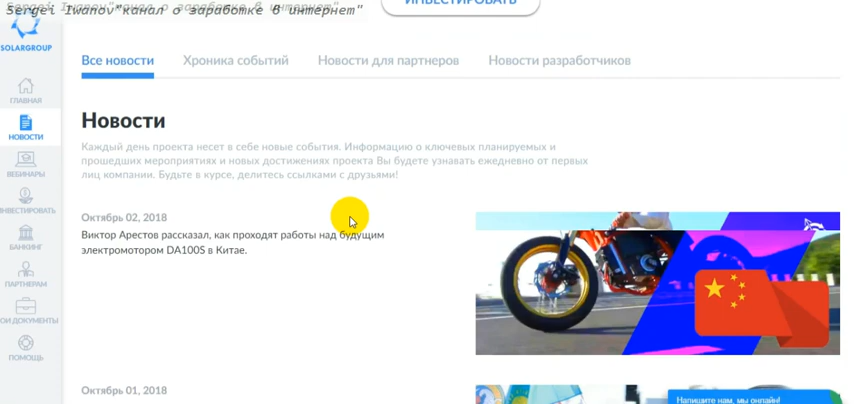 Sergei Iwanov"канал о заработке в интернет"
ИНВЕСТИРОВАТЬ
SOLARGROUP
Все новости
Хроника событий
Новости для партнеров
Новости разработчиков
ГЛАВНАЯ
НОВОСТИ
ВЕБИНАРЫ
ИНВЕСТИРОВАТЬ
БАНКИНГ
ПАРТНЕРАМ
ОИ ДОКУМЕНТЫ
ПОМОЩЬ
Новости
Каждый день проекта несет в себе новые события. Информацию о ключевых планируемых и
прошедших мероприятиях и новых достижениях проекта Вы будете узнавать ежедневно от первых
лиц компании. Будьте в курсе, делитесь ссылками с друзьями!
Октябрь 02, 2018
Виктор Арестов рассказал, как проходят работы над будущим
электромотором DA100S в Китае.
Октябрь 01, 2018
Напишите нам, мы онлайн!